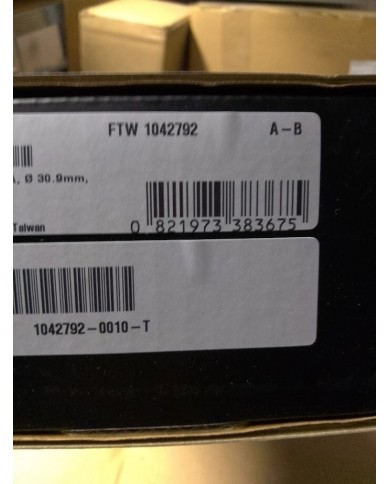 FTW 1042792 A-B
, Ø 30.9mm,
Taiwan
0 821973 383675
1042792-0010-T